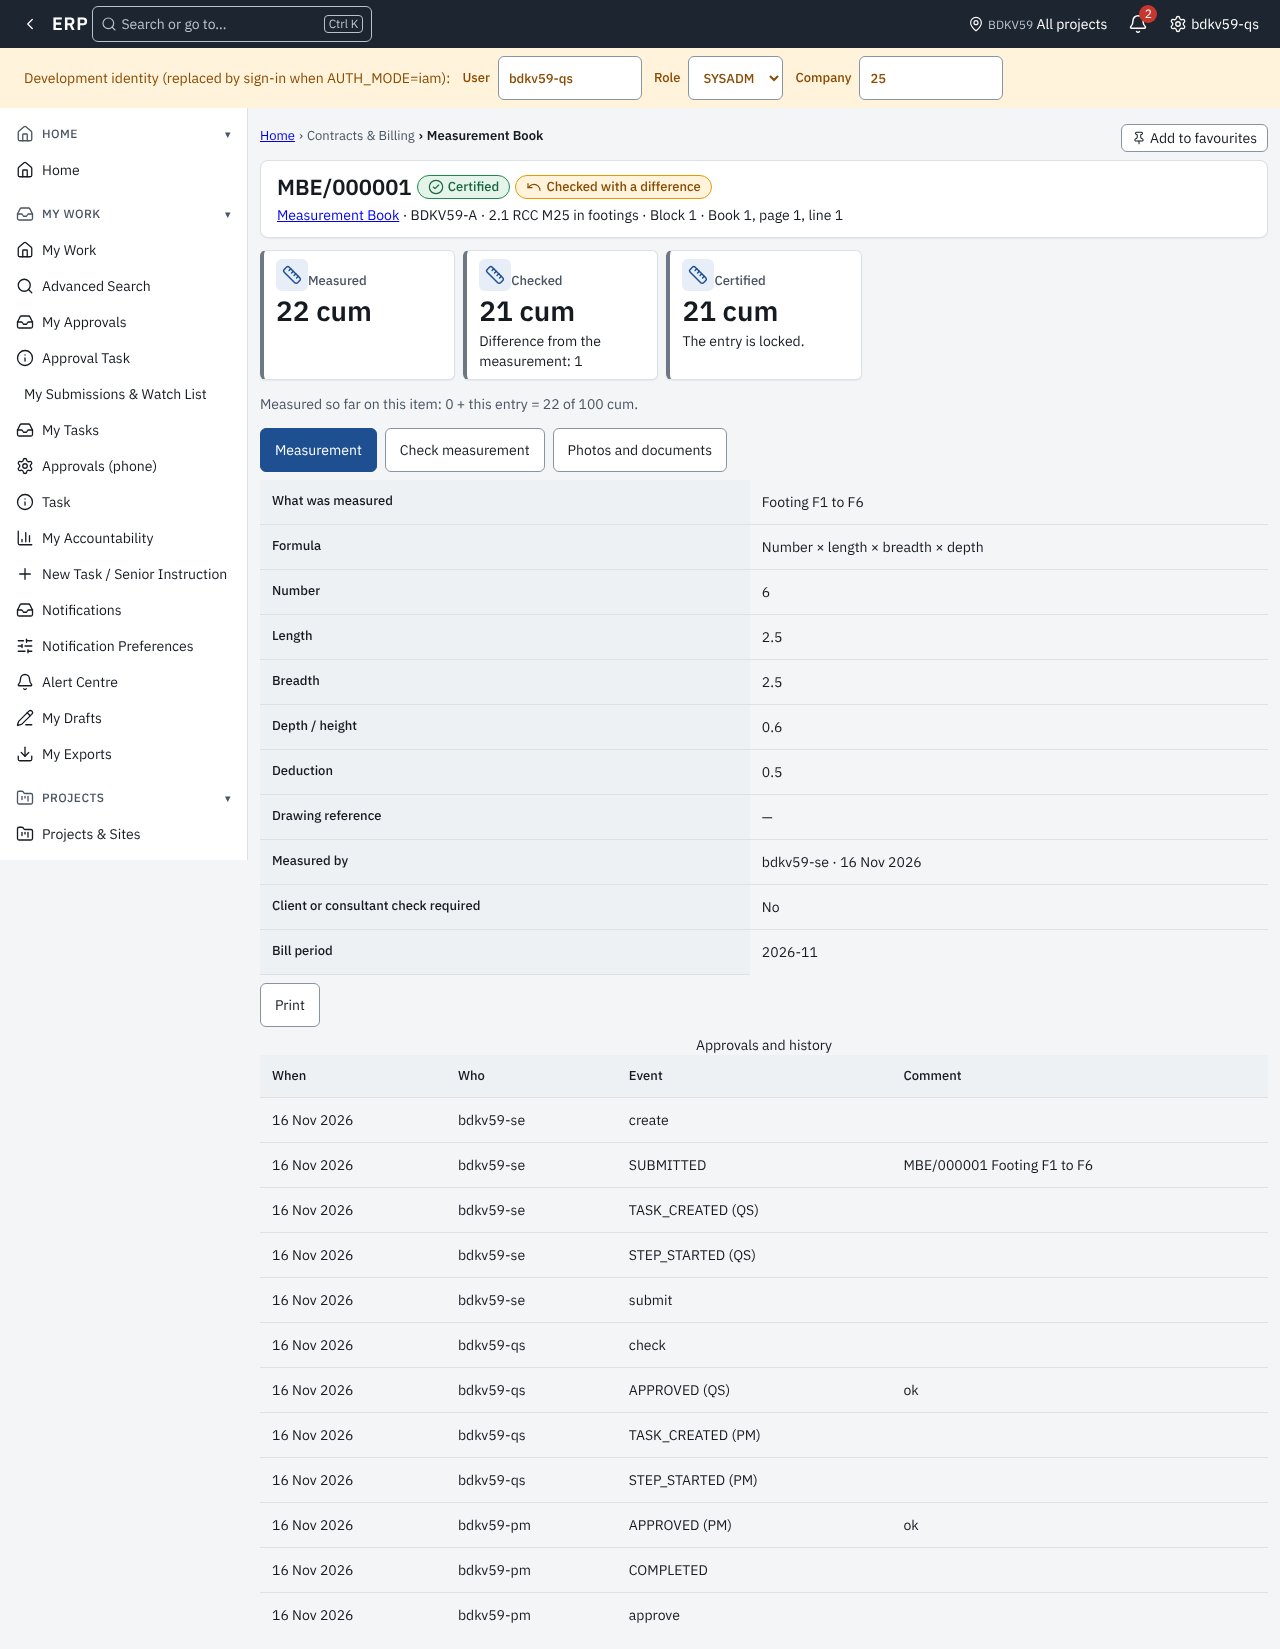 ERP Search or go to... Ctrl K BDKV59 All projects 2 bdkv59-qs
Development identity (replaced by sign-in when AUTH_MODE=iam): User bdkv59-qs Role SYSADM Company 25
HOME
Home
MY WORK
My Work
Advanced Search
My Approvals
Approval Task
My Submissions & Watch List
My Tasks
Approvals (phone)
Task
My Accountability
New Task / Senior Instruction
Notifications
Notification Preferences
Alert Centre
My Drafts
My Exports
PROJECTS
Projects & Sites
Home › Contracts & Billing › Measurement Book
Add to favourites
MBE/000001 Certified Checked with a difference
Measurement Book · BDKV59-A · 2.1 RCC M25 in footings · Block 1 · Book 1, page 1, line 1
Measured
22 cum
Checked
21 cum
Difference from the
measurement: 1
Certified
21 cum
The entry is locked.
Measured so far on this item: 0 + this entry = 22 of 100 cum.
Measurement Check measurement Photos and documents
What was measured Footing F1 to F6
Formula Number × length × breadth × depth
Number 6
Length 2.5
Breadth 2.5
Depth / height 0.6
Deduction 0.5
Drawing reference —
Measured by bdkv59-se · 16 Nov 2026
Client or consultant check required No
Bill period 2026-11
Print
Approvals and history
When Who Event Comment
16 Nov 2026 bdkv59-se create
16 Nov 2026 bdkv59-se SUBMITTED MBE/000001 Footing F1 to F6
16 Nov 2026 bdkv59-se TASK_CREATED (QS)
16 Nov 2026 bdkv59-se STEP_STARTED (QS)
16 Nov 2026 bdkv59-se submit
16 Nov 2026 bdkv59-qs check
16 Nov 2026 bdkv59-qs APPROVED (QS) ok
16 Nov 2026 bdkv59-qs TASK_CREATED (PM)
16 Nov 2026 bdkv59-qs STEP_STARTED (PM)
16 Nov 2026 bdkv59-pm APPROVED (PM) ok
16 Nov 2026 bdkv59-pm COMPLETED
16 Nov 2026 bdkv59-pm approve